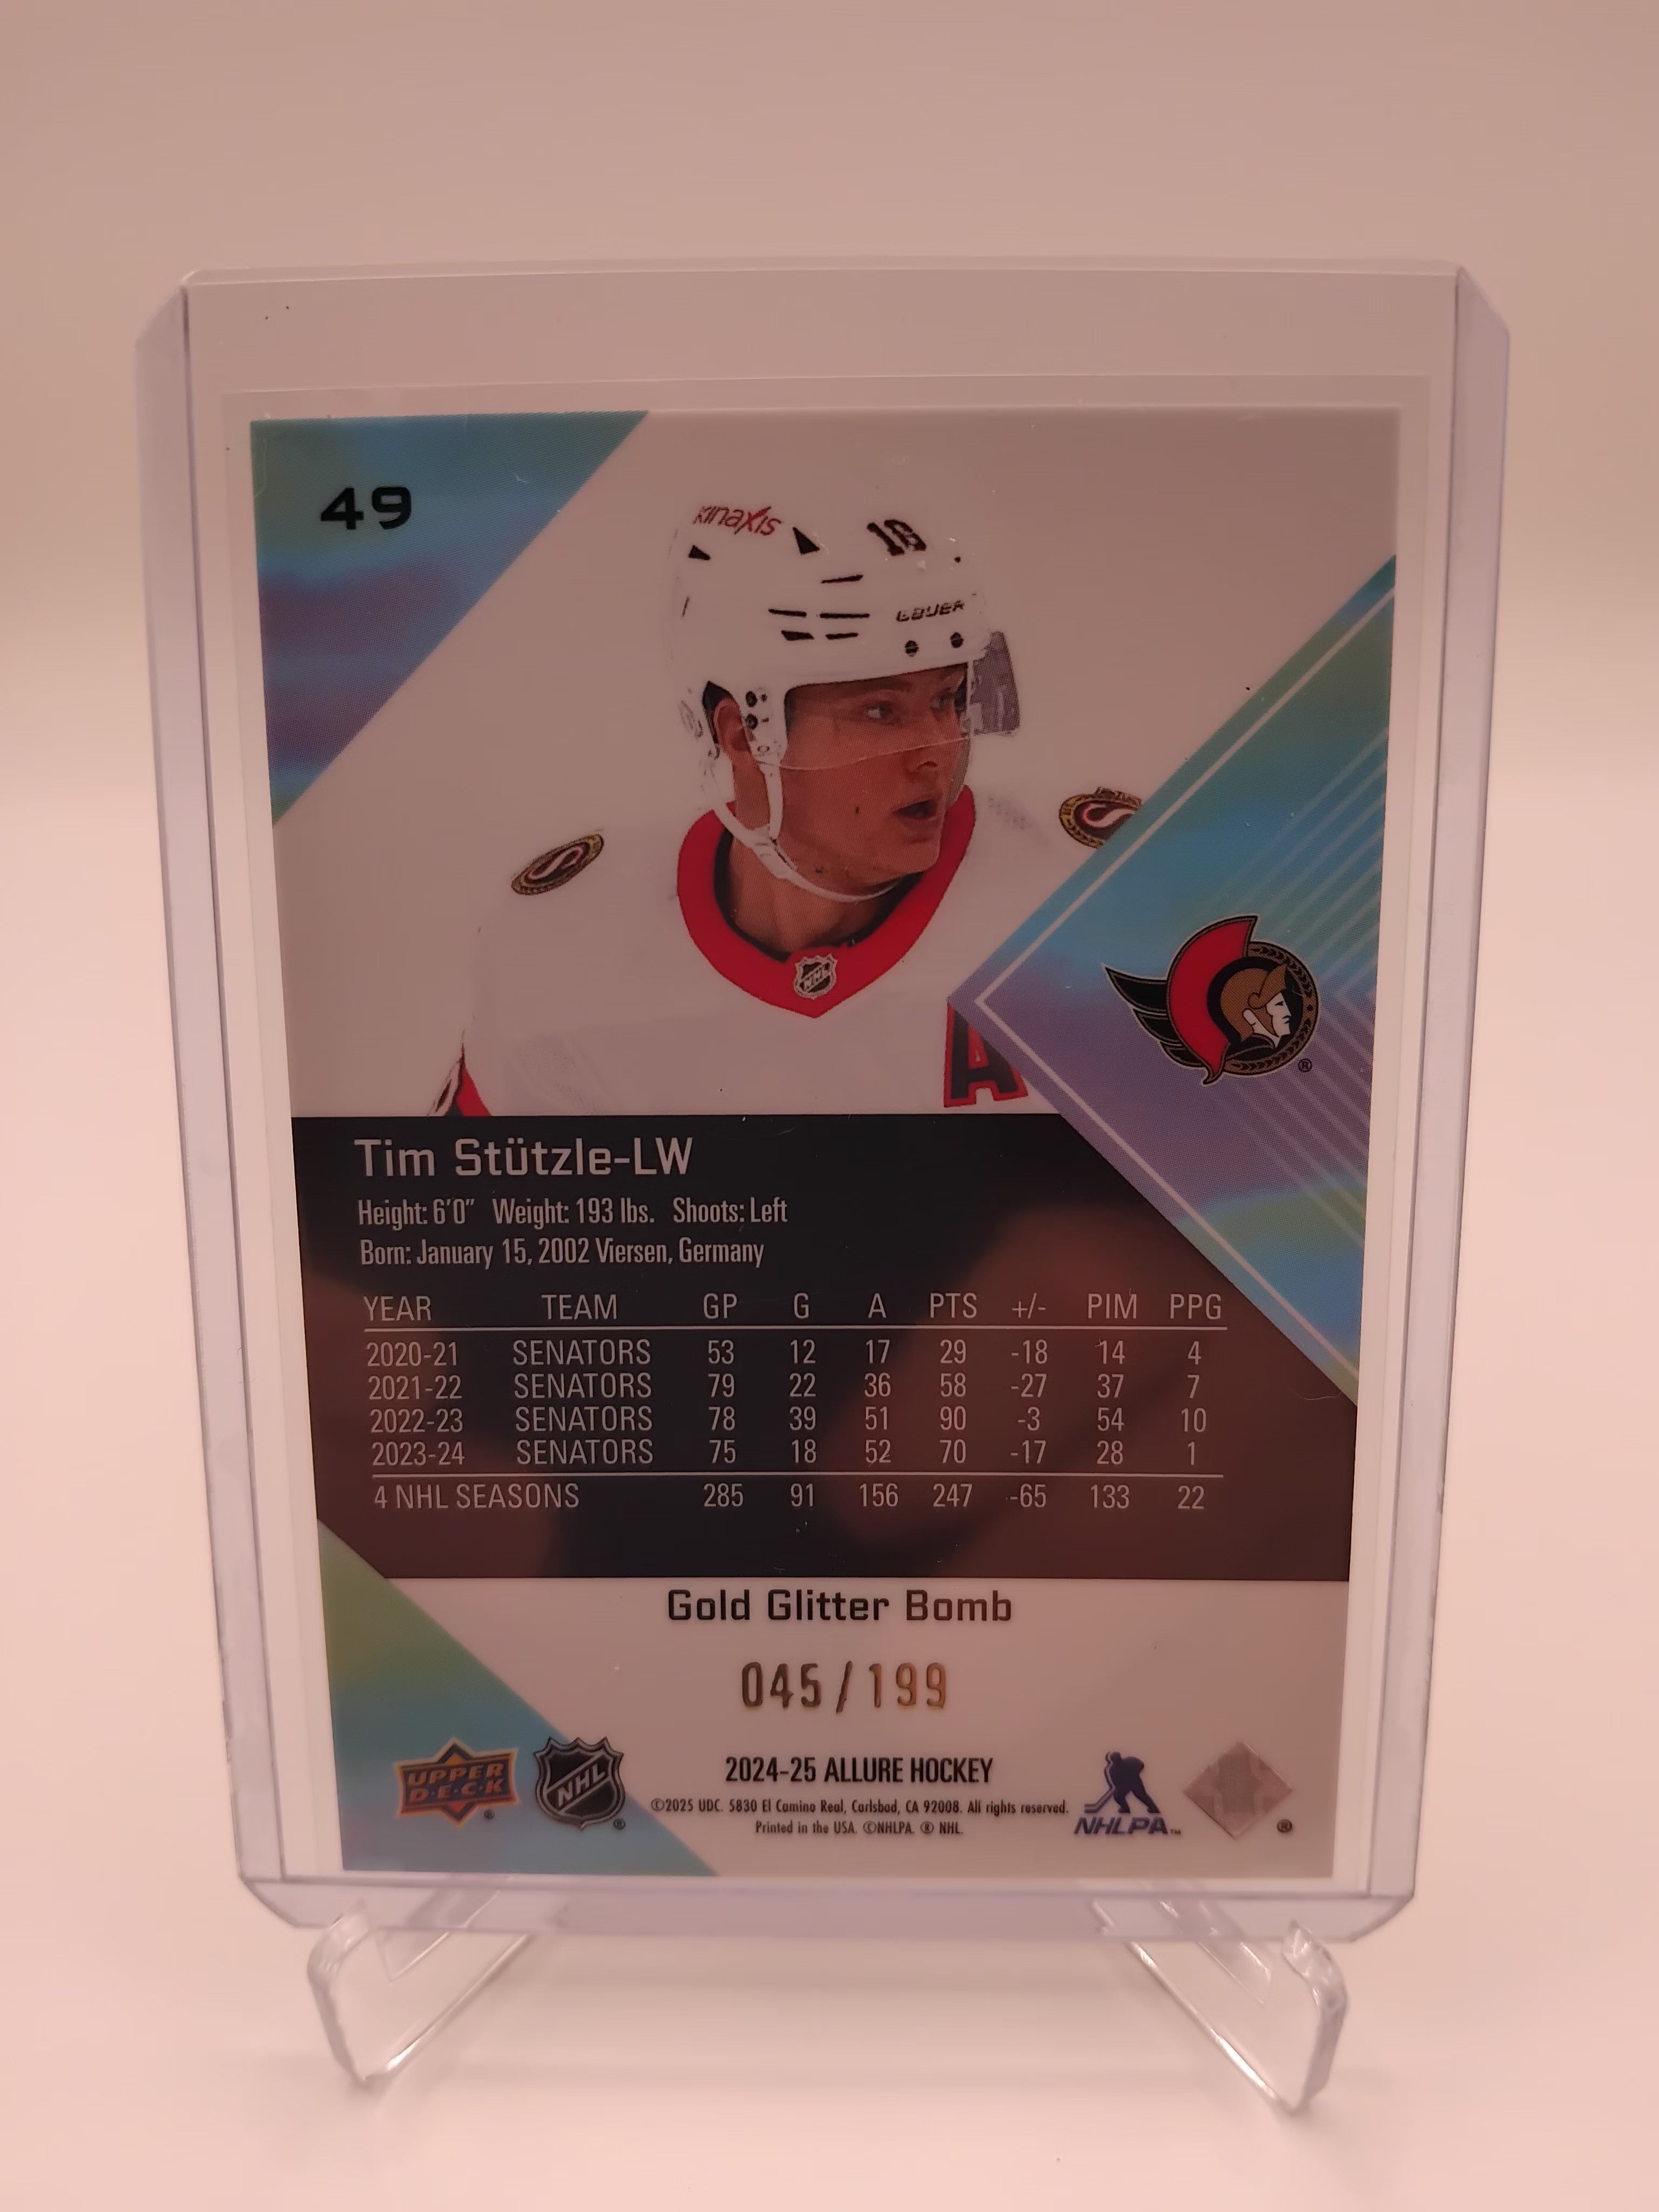 49
kinaxis
18
BAUER
NHL
A
®
Tim Stützle-LW
Height: 6'0" Weight: 193 lbs. Shoots: Left
Born: January 15, 2002 Viersen, Germany
YEAR TEAM GP G A PTS +/- PIM PPG
2020-21 SENATORS 53 12 17 29 -18 14 4
2021-22 SENATORS 79 22 36 58 -27 37 7
2022-23 SENATORS 78 39 51 90 -3 54 10
2023-24 SENATORS 75 18 52 70 -17 28 1
4 NHL SEASONS 285 91 156 247 -65 133 22
Gold Glitter Bomb
045/199
UPPER D·E·C·K ®
NHL ®
2024-25 ALLURE HOCKEY
©2025 UDC. 5830 El Camino Real, Carlsbad, CA 92008. All rights reserved.
Printed in the USA. ©NHLPA. ® NHL.
NHLPA™
®